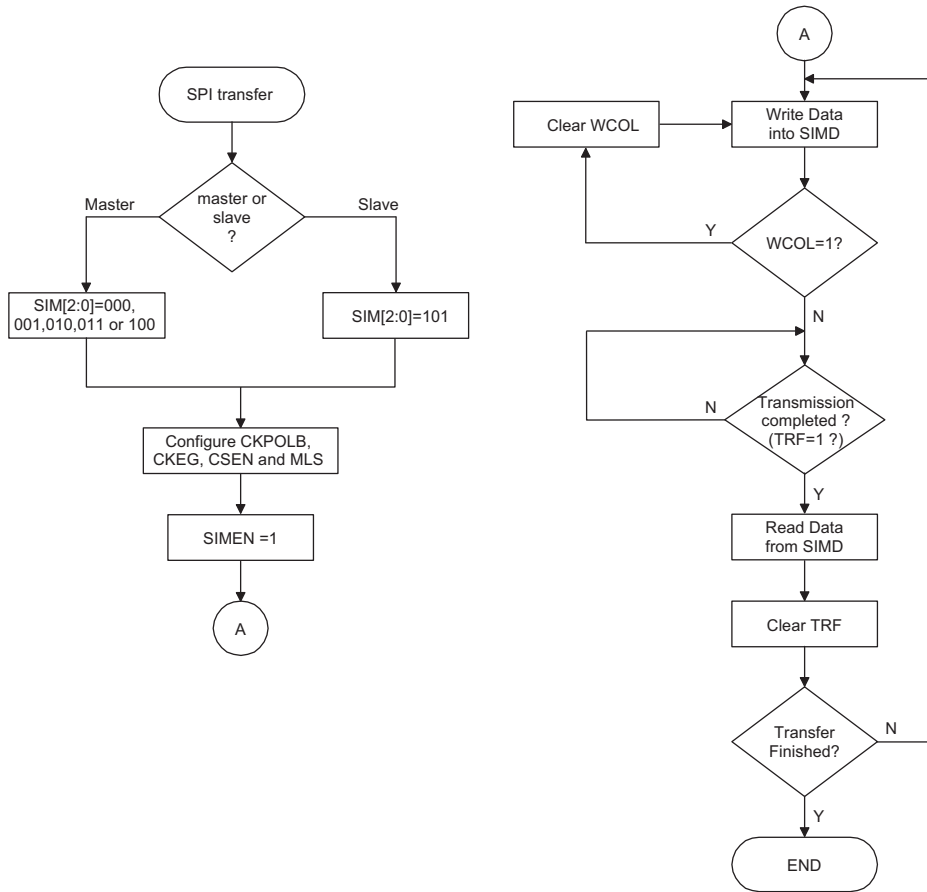 SPI transfer
master or
slave
?
Master
Slave
SIM[2:0]=000,
001,010,011 or 100
SIM[2:0]=101
Configure CKPOLB,
CKEG, CSEN and MLS
SIMEN =1
A
A
Write Data
into SIMD
Clear WCOL
WCOL=1?
Y
N
Transmission
completed ?
(TRF=1 ?)
N
Y
Read Data
from SIMD
Clear TRF
Transfer
Finished?
N
Y
END